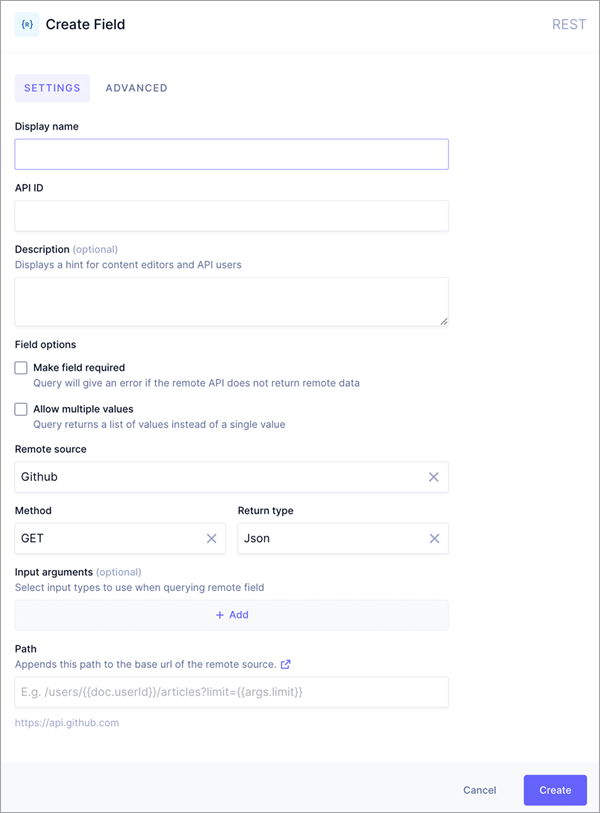 {R} Create Field REST
SETTINGS ADVANCED
Display name
API ID
Description (optional)
Displays a hint for content editors and API users
Field options
Make field required
Query will give an error if the remote API does not return remote data
Allow multiple values
Query returns a list of values instead of a single value
Remote source
Github
Method Return type
GET Json
Input arguments (optional)
Select input types to use when querying remote field
+ Add
Path
Appends this path to the base url of the remote source.
E.g. /users/{{doc.userId}}/articles?limit={{args.limit}}
https://api.github.com
Cancel Create